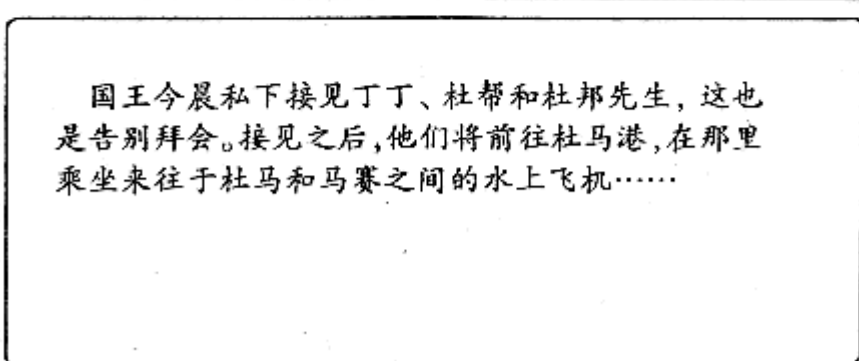 国王今晨私下接见丁丁、杜帮和杜邦先生，这也
是告别拜会。接见之后，他们将前往杜马港，在那里
乘坐来往于杜马和马赛之间的水上飞机……